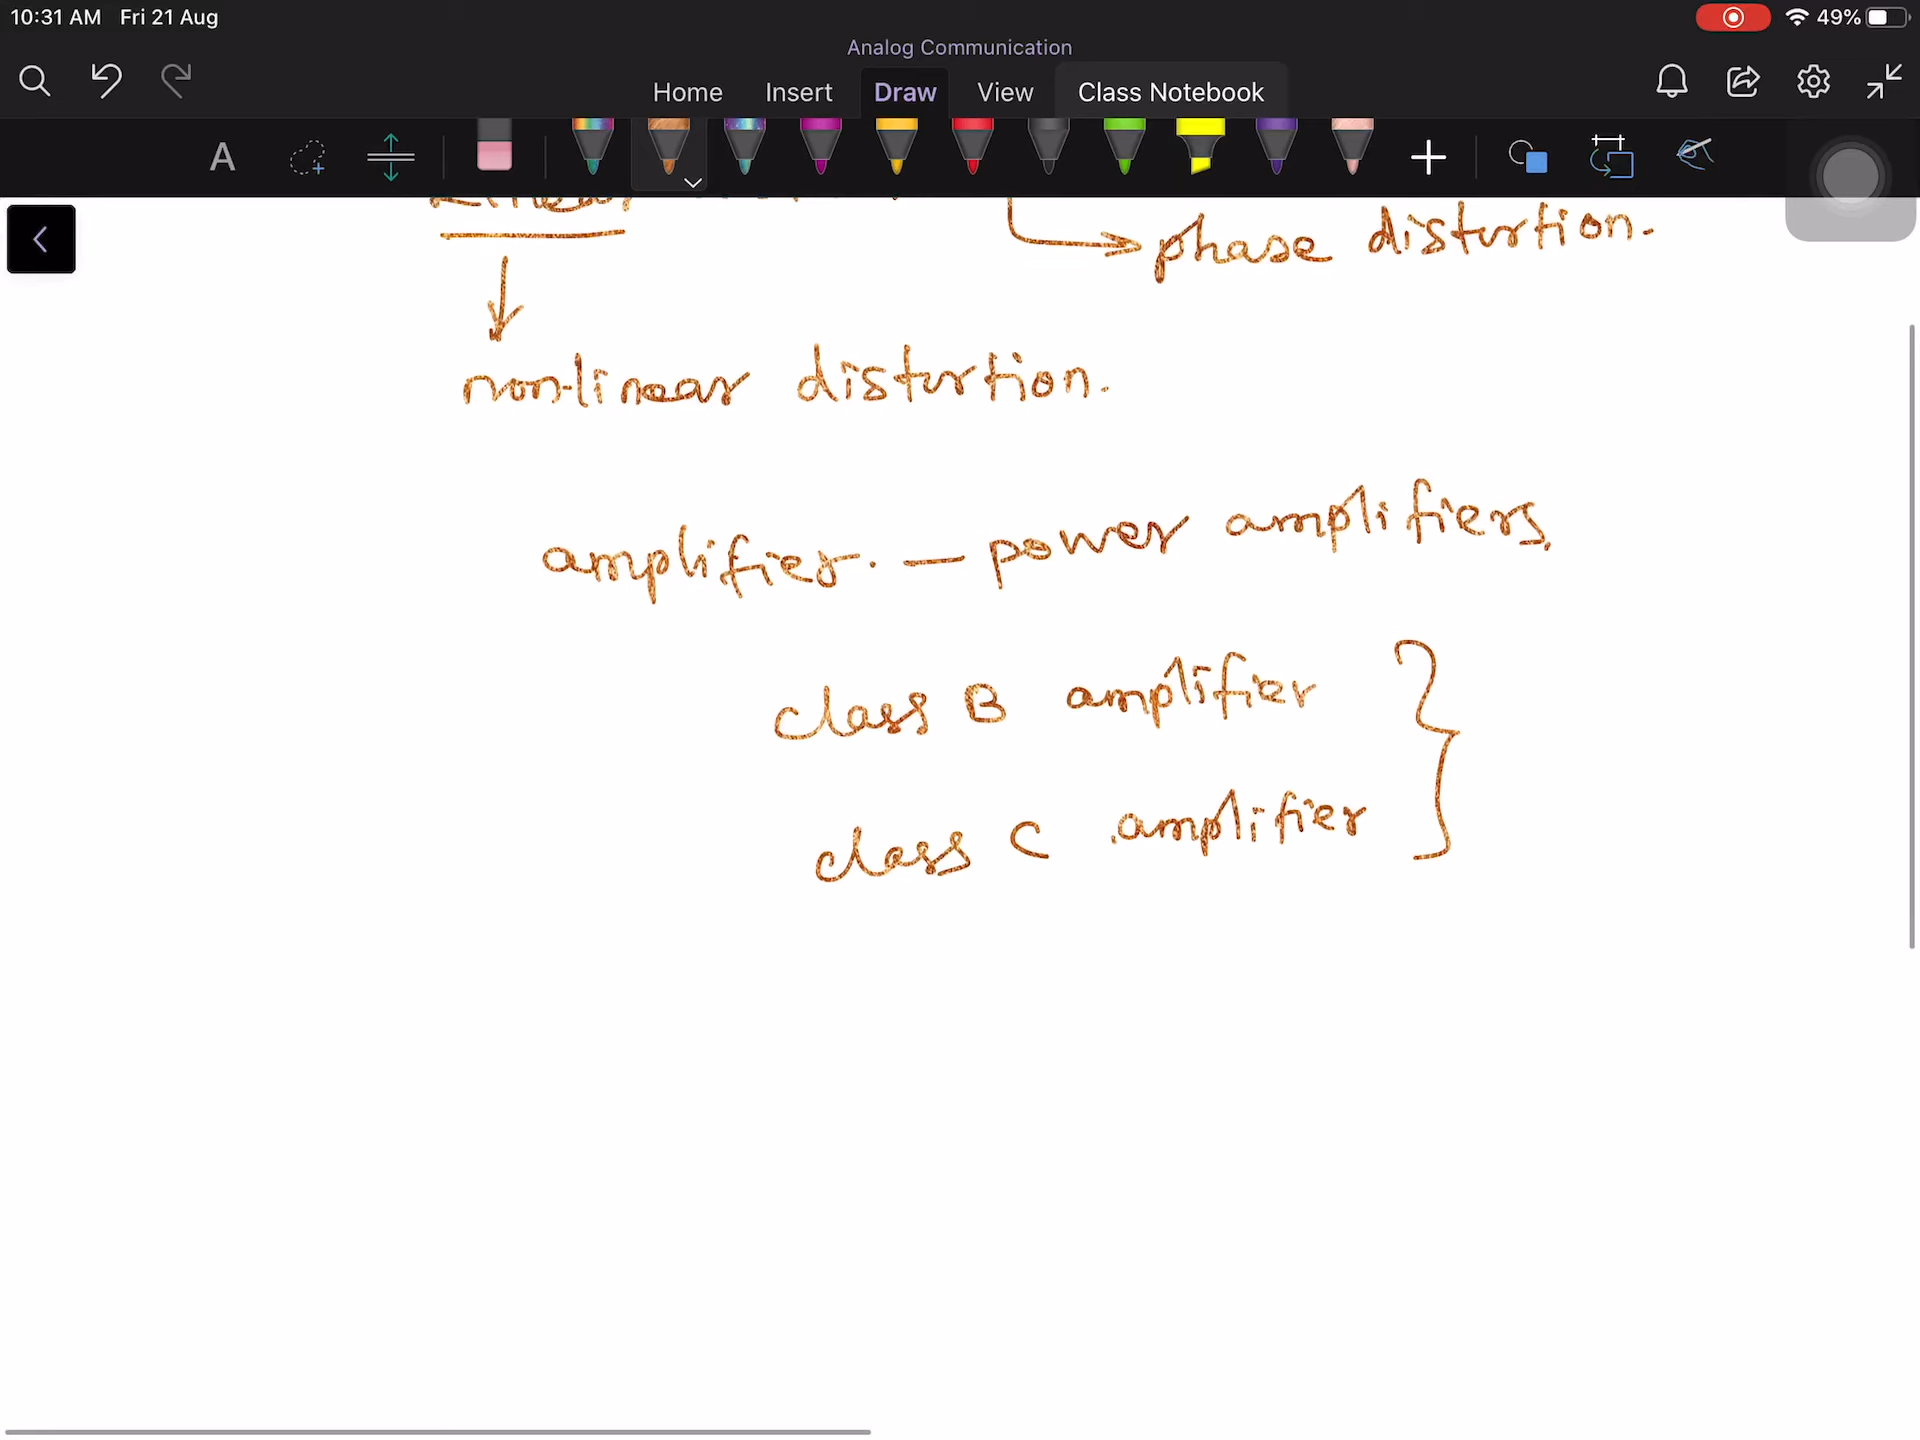 10:31 AM Fri 21 Aug
49%
Analog Communication
Home Insert Draw View Class Notebook
A
Linear
phase distortion.
non-linear distortion.
amplifier. — power amplifiers.
class B amplifier
class C amplifier